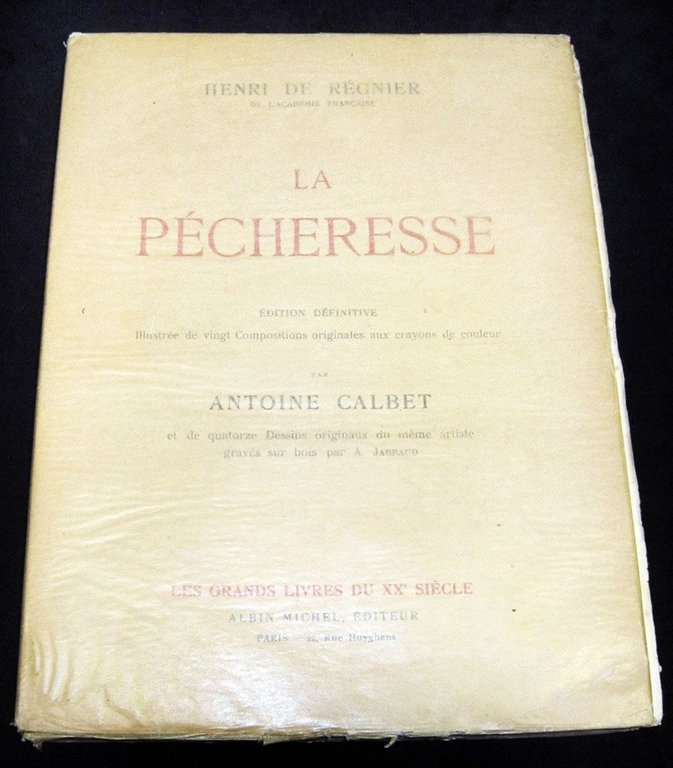 HENRI DE RÉGNIER
DE L'ACADÉMIE FRANÇAISE
LA
PÉCHERESSE
ÉDITION DÉFINITIVE
Illustrée de vingt Compositions originales aux crayons de couleur
PAR
ANTOINE CALBET
et de quatorze Dessins originaux du même artiste
gravés sur bois par A.
LES GRANDS LIVRES DU XXe SIÈCLE
ALBIN MICHEL, ÉDITEUR
PARIS — 22, Rue Huyghens